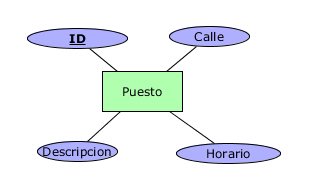 ID
Calle
Puesto
Descripcion
Horario